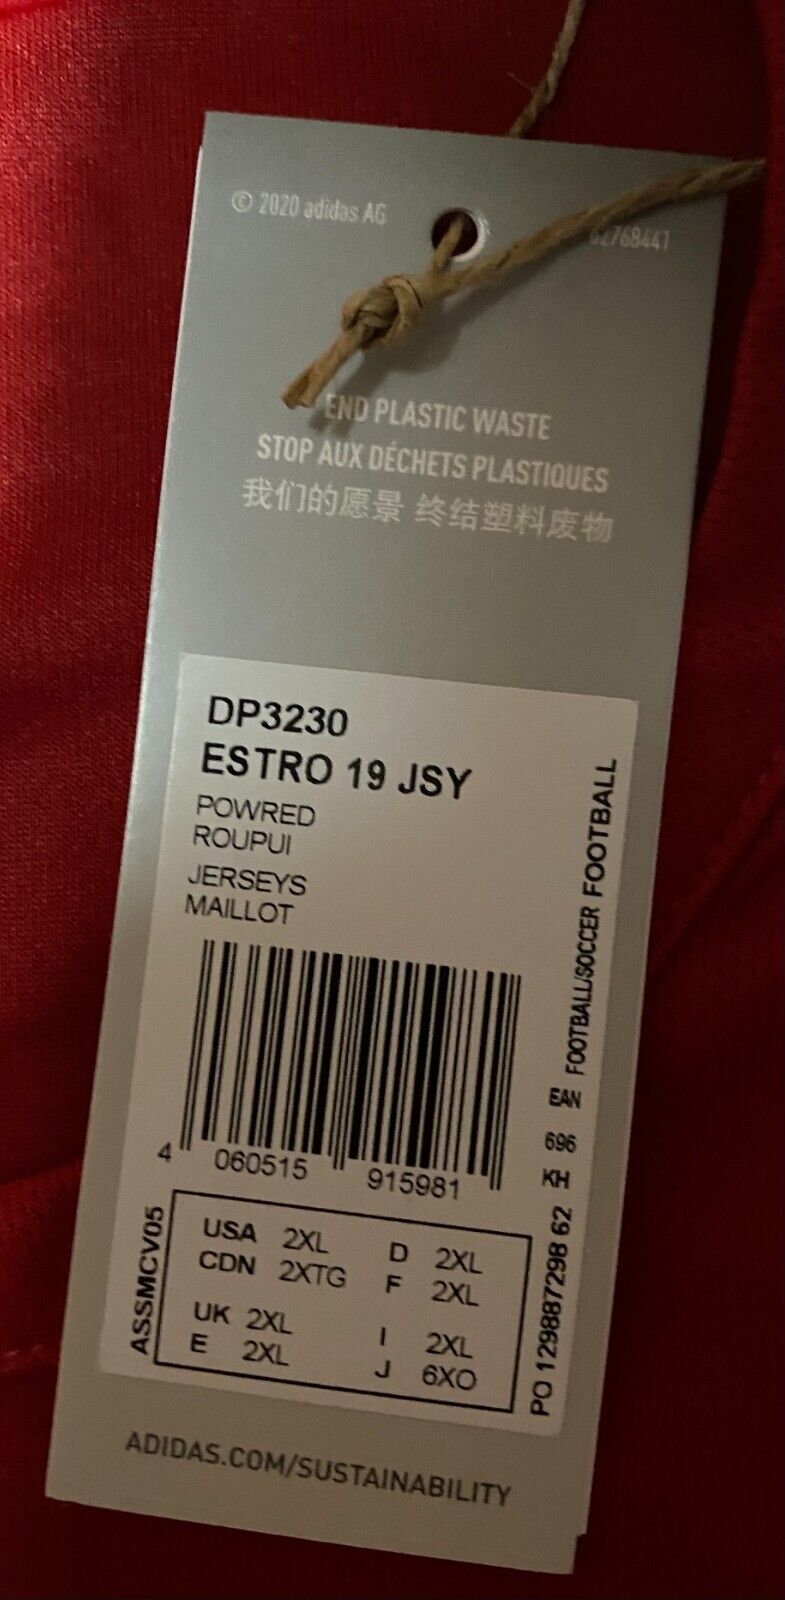 © 2020 adidas AG
62768441
END PLASTIC WASTE
STOP AUX DÉCHETS PLASTIQUES
我们的愿景 终结塑料废物
DP3230
ESTRO 19 JSY
POWRED
ROUPUI
JERSEYS
MAILLOT
FOOTBALL/SOCCER FOOTBALL
EAN
696
KH
PO 129887298 62
4 060515 915981
ASSMCV05
USA 2XL D 2XL
CDN 2XTG F 2XL
UK 2XL I 2XL
E 2XL J 6XO
ADIDAS.COM/SUSTAINABILITY